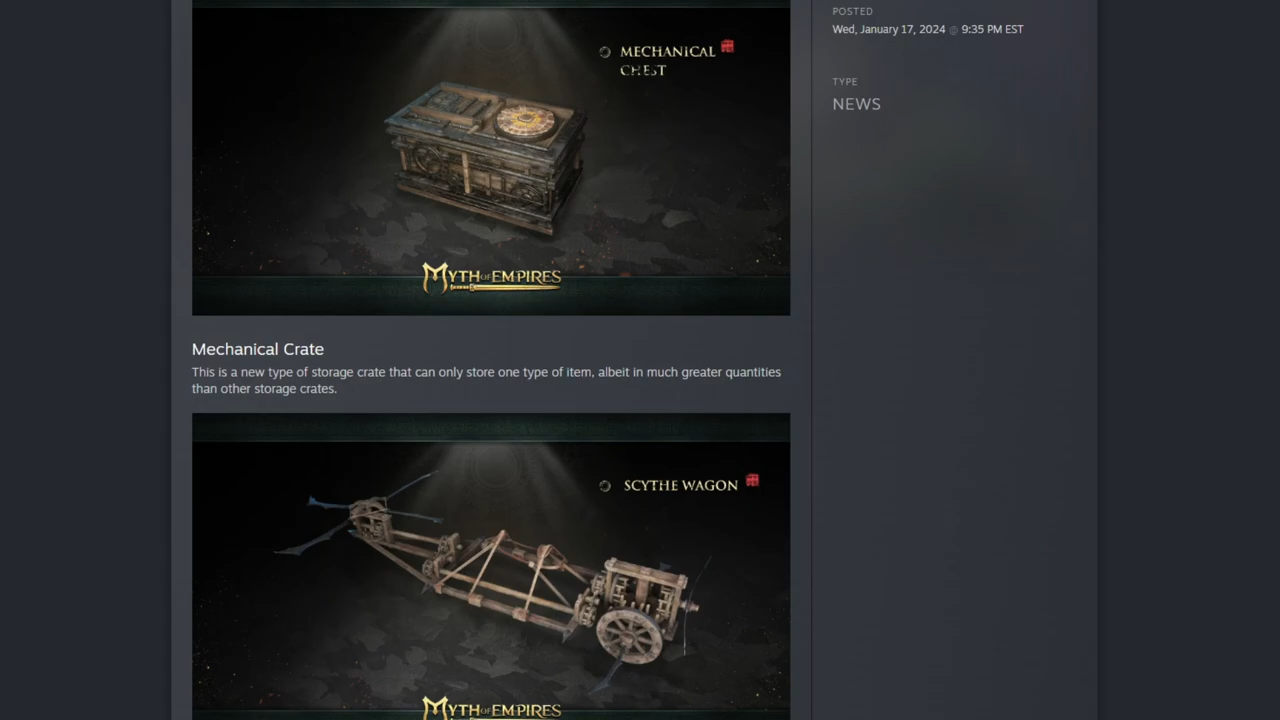 POSTED
Wed, January 17, 2024 @ 9:35 PM EST
TYPE
NEWS
MECHANICAL
CHEST
MYTH OF EMPIRES
Mechanical Crate
This is a new type of storage crate that can only store one type of item, albeit in much greater quantities
than other storage crates.
SCYTHE WAGON
MYTH OF EMPIRES